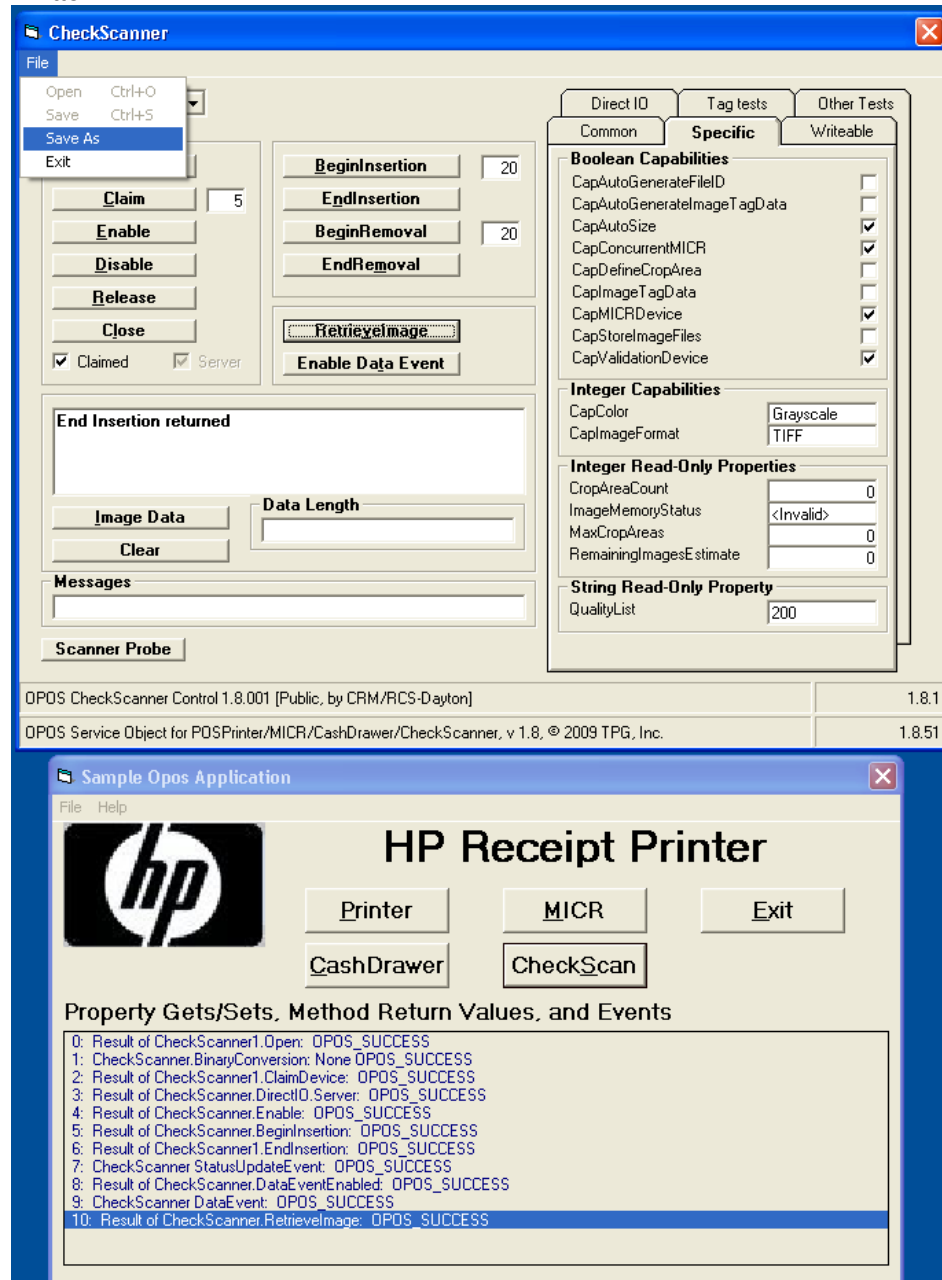 CheckScanner
File
Open Ctrl+O
Save Ctrl+S
Save As
Exit
Claim 5
Enable
Disable
Release
Close
Claimed Server
BeginInsertion 20
EndInsertion
BeginRemoval 20
EndRemoval
RetrieveImage
Enable Data Event
End Insertion returned
Image Data
Clear
Data Length
Messages
Scanner Probe
Direct IO Tag tests Other Tests
Common Specific Writeable
Boolean Capabilities
CapAutoGenerateFileID
CapAutoGenerateImageTagData
CapAutoSize
CapConcurrentMICR
CapDefineCropArea
CapImageTagData
CapMICRDevice
CapStoreImageFiles
CapValidationDevice
Integer Capabilities
CapColor Grayscale
CapImageFormat TIFF
Integer Read-Only Properties
CropAreaCount 0
ImageMemoryStatus <Invalid>
MaxCropAreas 0
RemainingImagesEstimate 0
String Read-Only Property
QualityList 200
OPOS CheckScanner Control 1.8.001 [Public, by CRM/RCS-Dayton] 1.8.1
OPOS Service Object for POSPrinter/MICR/CashDrawer/CheckScanner, v 1.8, © 2009 TPG, Inc. 1.8.51
Sample Opos Application
File Help
hp
HP Receipt Printer
Printer MICR Exit
CashDrawer CheckScan
Property Gets/Sets, Method Return Values, and Events
0: Result of CheckScanner1.Open: OPOS_SUCCESS
1: CheckScanner.BinaryConversion: None OPOS_SUCCESS
2: Result of CheckScanner1.ClaimDevice: OPOS_SUCCESS
3: Result of CheckScanner.DirectIO.Server: OPOS_SUCCESS
4: Result of CheckScanner.Enable: OPOS_SUCCESS
5: Result of CheckScanner.BeginInsertion: OPOS_SUCCESS
6: Result of CheckScanner1.EndInsertion: OPOS_SUCCESS
7: CheckScanner StatusUpdateEvent: OPOS_SUCCESS
8: Result of CheckScanner.DataEventEnabled: OPOS_SUCCESS
9: CheckScanner DataEvent: OPOS_SUCCESS
10: Result of CheckScanner.RetrieveImage: OPOS_SUCCESS